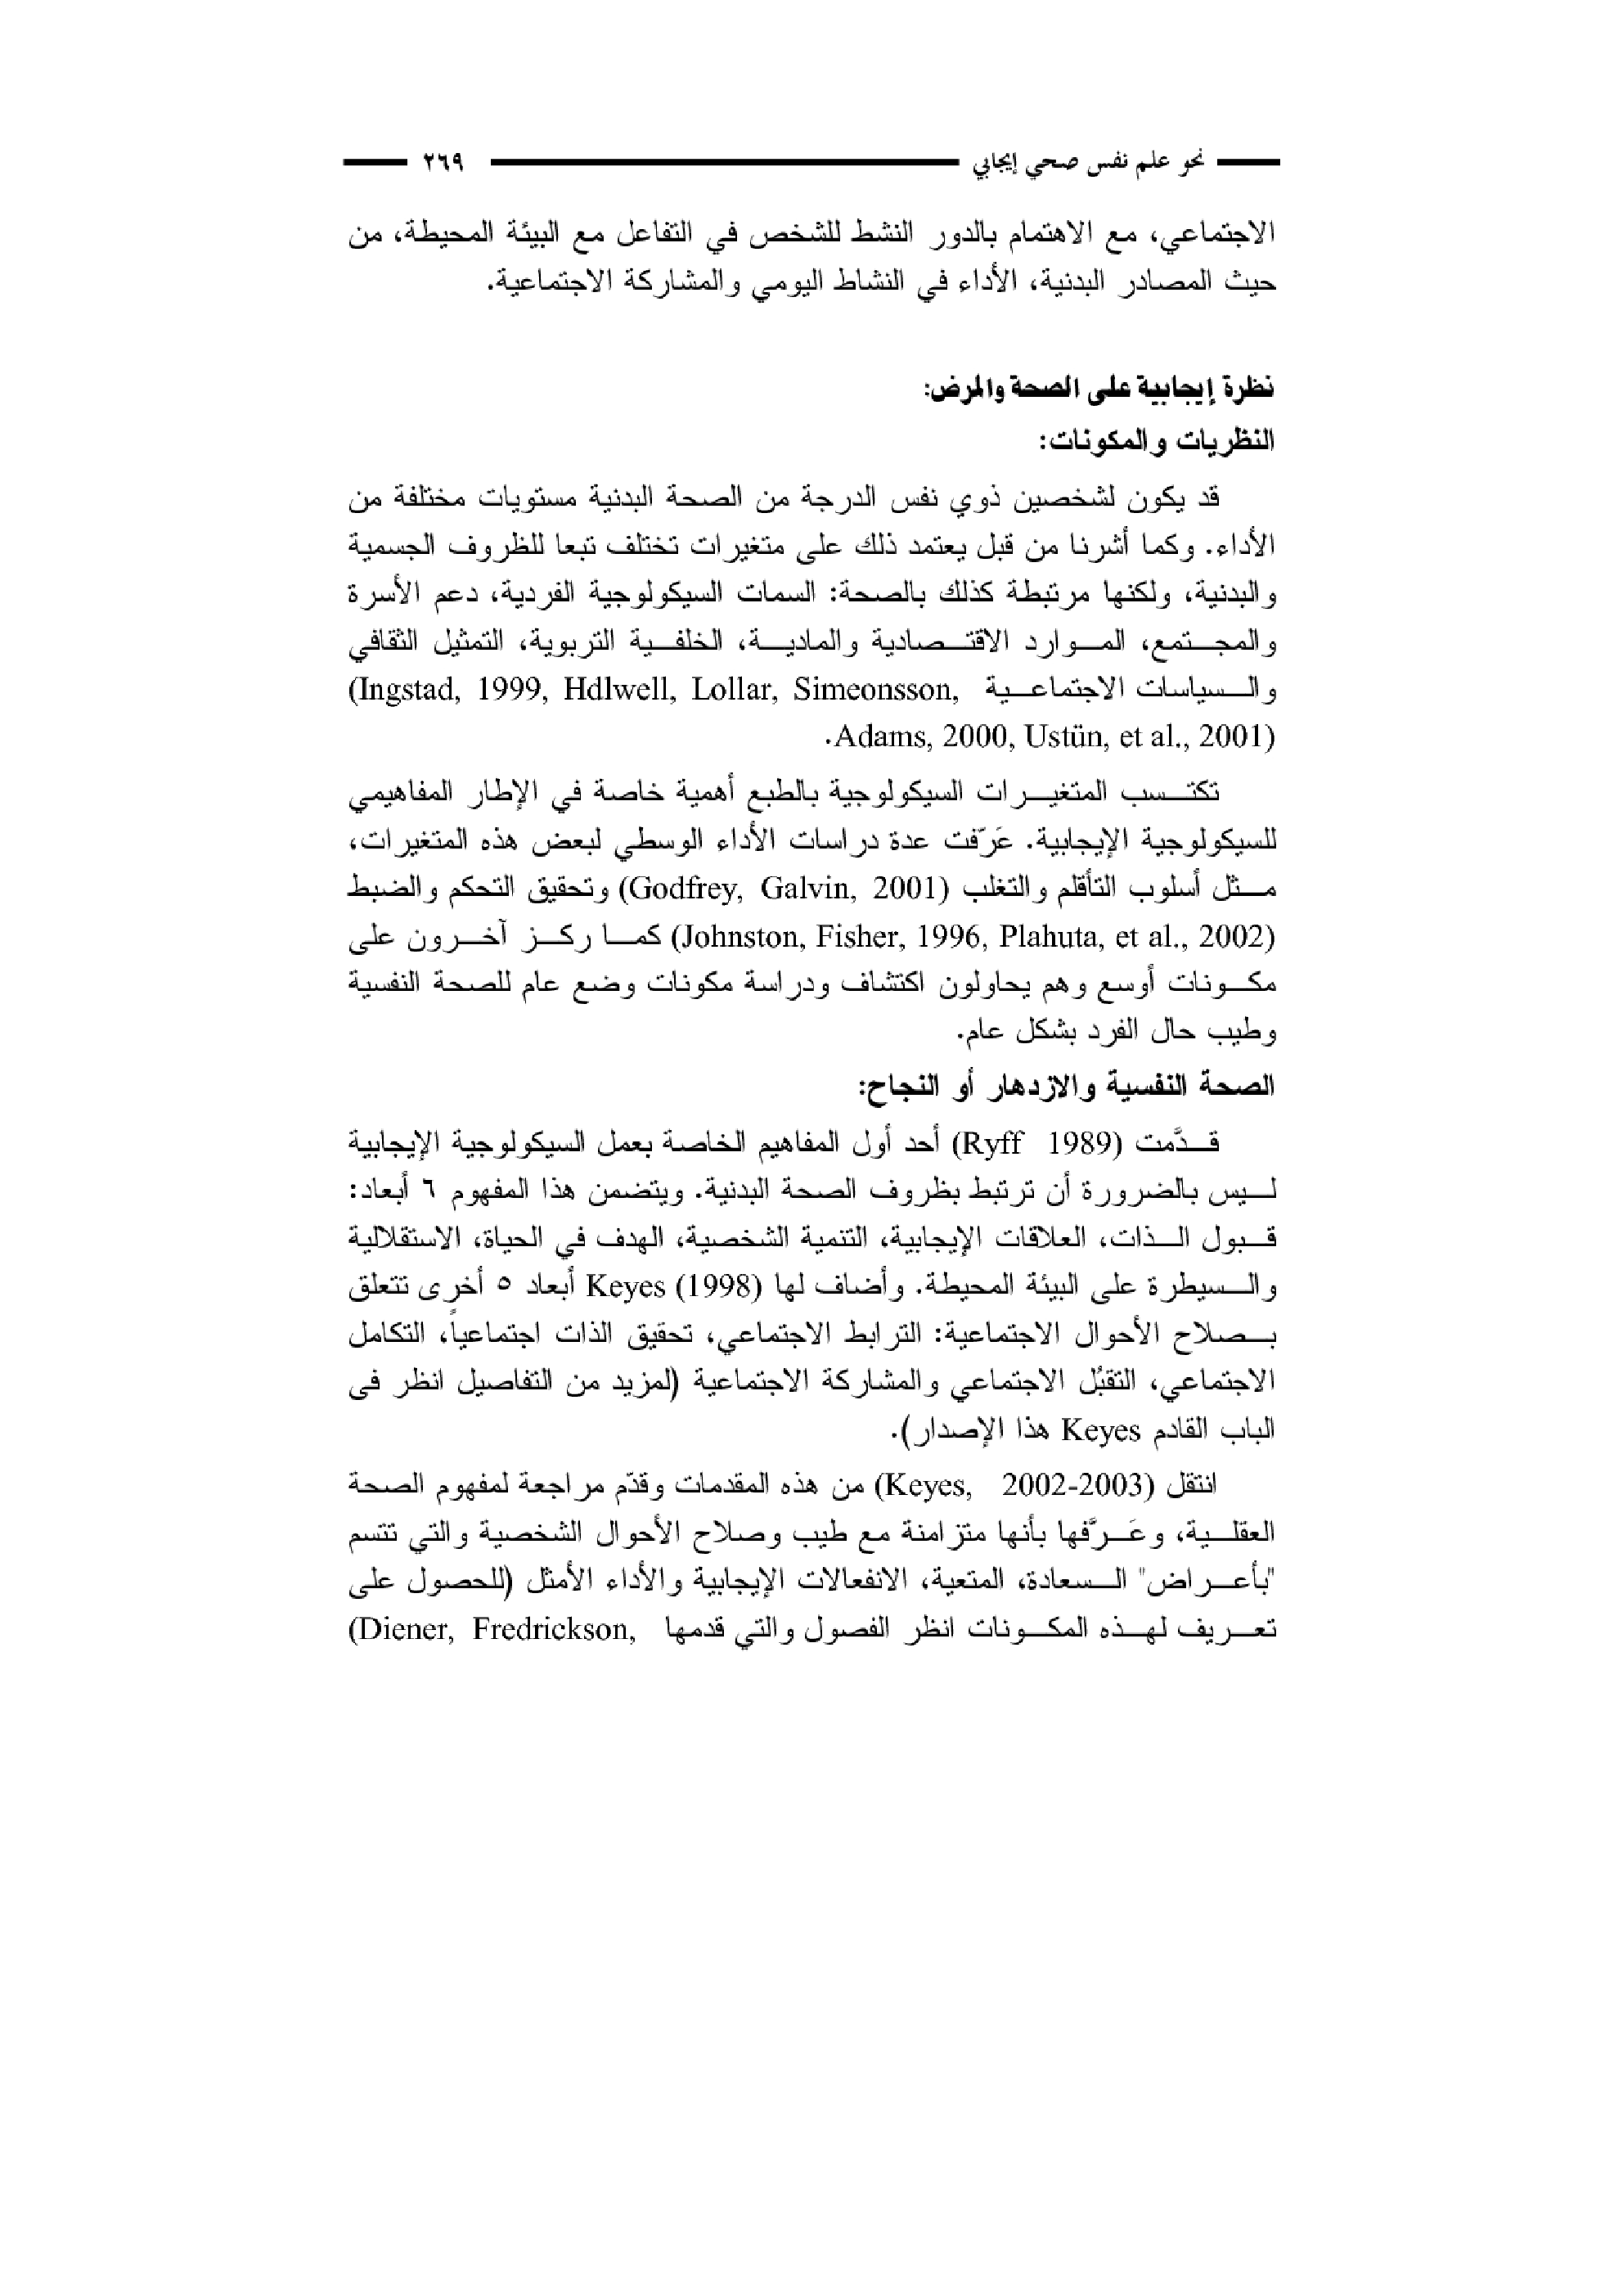 نحو علم نفس صحي إيجابي ٢٦٩
الاجتماعي، مع الاهتمام بالدور النشط للشخص في التفاعل مع البيئة المحيطة، من
حيث المصادر البدنية، الأداء في النشاط اليومي والمشاركة الاجتماعية.
نظرة إيجابية على الصحة والمرض:
النظريات والمكونات:
قد يكون لشخصين ذوي نفس الدرجة من الصحة البدنية مستويات مختلفة من
الأداء. وكما أشرنا من قبل يعتمد ذلك على متغيرات تختلف تبعا للظروف الجسمية
والبدنية، ولكنها مرتبطة كذلك بالصحة: السمات السيكولوجية الفردية، دعم الأسرة
والمجتمع، الموارد الاقتصادية والمادية، الخلفية التربوية، التمثيل الثقافي
والسياسات الاجتماعية (Ingstad, 1999, Hdlwell, Lollar, Simeonsson,
Adams, 2000, Ustün, et al., 2001).
تكتسب المتغيرات السيكولوجية بالطبع أهمية خاصة في الإطار المفاهيمي
للسيكولوجية الإيجابية. عَرّفت عدة دراسات الأداء الوسطي لبعض هذه المتغيرات،
مثل أسلوب التأقلم والتغلب (Godfrey, Galvin, 2001) وتحقيق التحكم والضبط
(Johnston, Fisher, 1996, Plahuta, et al., 2002) كما ركز آخرون على
مكونات أوسع وهم يحاولون اكتشاف ودراسة مكونات وضع عام للصحة النفسية
وطيب حال الفرد بشكل عام.
الصحة النفسية والازدهار أو النجاح:
قدَّمت (Ryff 1989) أحد أول المفاهيم الخاصة بعمل السيكولوجية الإيجابية
ليس بالضرورة أن ترتبط بظروف الصحة البدنية. ويتضمن هذا المفهوم ٦ أبعاد:
قبول الذات، العلاقات الإيجابية، التنمية الشخصية، الهدف في الحياة، الاستقلالية
والسيطرة على البيئة المحيطة. وأضاف لها Keyes (1998) أبعاد ٥ أخرى تتعلق
بصلاح الأحوال الاجتماعية: الترابط الاجتماعي، تحقيق الذات اجتماعياً، التكامل
الاجتماعي، التقبُل الاجتماعي والمشاركة الاجتماعية (لمزيد من التفاصيل انظر فى
الباب القادم Keyes هذا الإصدار).
انتقل (Keyes, 2002-2003) من هذه المقدمات وقدّم مراجعة لمفهوم الصحة
العقلية، وعَرَّفها بأنها متزامنة مع طيب وصلاح الأحوال الشخصية والتي تتسم
"بأعراض" السعادة، المتعية، الانفعالات الإيجابية والأداء الأمثل (للحصول على
تعريف لهذه المكونات انظر الفصول والتي قدمها (Diener, Fredrickson,